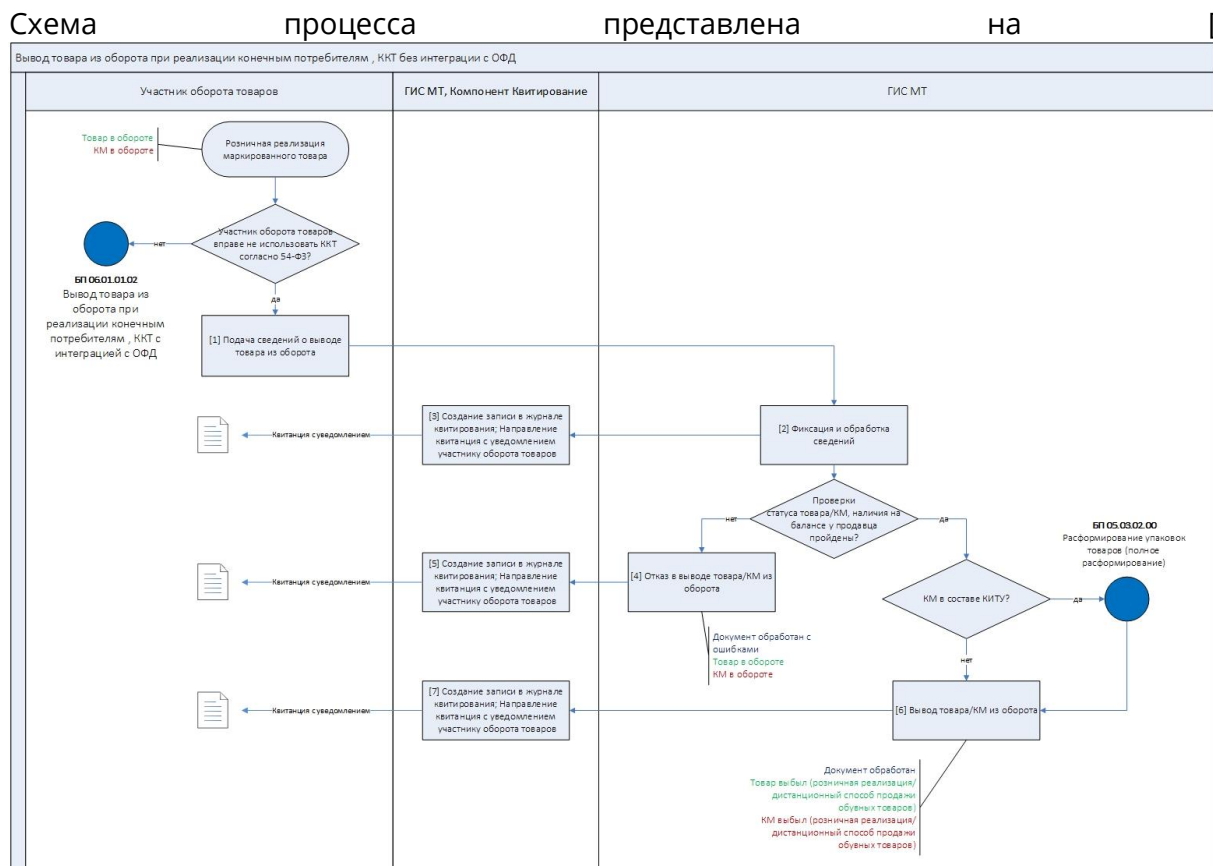 Схема процесса представлена на [
Вывод товара из оборота при реализации конечным потребителям , ККТ без интеграции с ОФД
Участник оборота товаров
ГИС МТ, Компонент Квитирование
ГИС МТ
Товар в обороте
КМ в обороте
Розничная реализация
маркированного товара
Участник оборота товаров
вправе не использовать ККТ
согласно 54-ФЗ?
нет
да
БП 06.01.01.02
Вывод товара из
оборота при
реализации конечным
потребителям , ККТ с
интеграцией с ОФД
[1] Подача сведений о выводе
товара из оборота
[2] Фиксация и обработка
сведений
[3] Создание записи в журнале
квитирования; Направление
квитанция с уведомлением
участнику оборота товаров
Квитанция с уведомлением
Проверки
статуса товара/КМ, наличия на
балансе у продавца
пройдены?
нет
да
БП 05.03.02.00
Расформирование упаковок
товаров (полное
расформирование)
[4] Отказ в выводе товара/КМ из
оборота
[5] Создание записи в журнале
квитирования; Направление
квитанция с уведомлением
участнику оборота товаров
Квитанция с уведомлением
КМ в составе КИТУ?
да
нет
Документ обработан с
ошибками
Товар в обороте
КМ в обороте
[6] Вывод товара/КМ из оборота
[7] Создание записи в журнале
квитирования; Направление
квитанция с уведомлением
участнику оборота товаров
Квитанция с уведомлением
Документ обработан
Товар выбыл (розничная реализация/
дистанционный способ продажи
обувных товаров)
КМ выбыл (розничная реализация/
дистанционный способ продажи
обувных товаров)